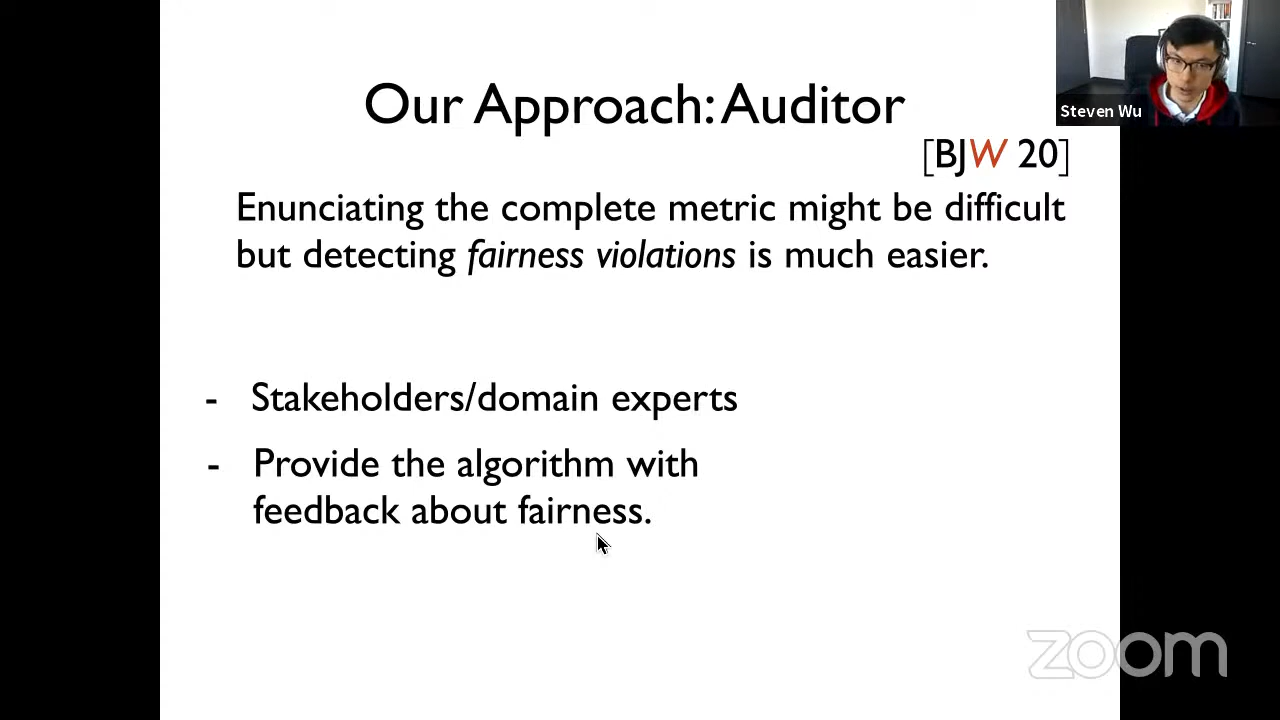 Our Approach: Auditor
Steven Wu
[BJW 20]
Enunciating the complete metric might be difficult
but detecting fairness violations is much easier.
- Stakeholders/domain experts
- Provide the algorithm with
feedback about fairness.
zoom